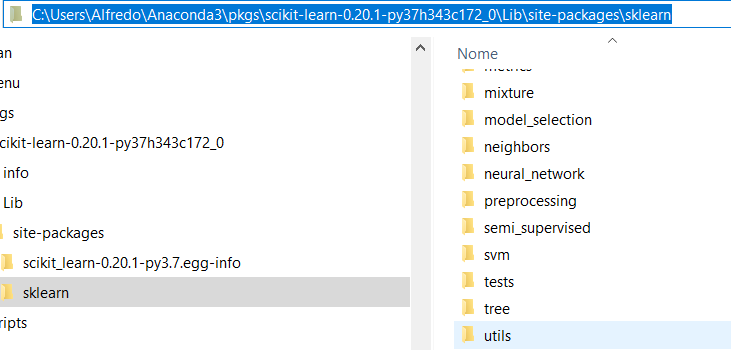 C:\Users\Alfredo\Anaconda3\pkgs\scikit-learn-0.20.1-py37h343c172_0\Lib\site-packages\sklearn
an
enu
gs
cikit-learn-0.20.1-py37h343c172_0
info
Lib
site-packages
scikit_learn-0.20.1-py3.7.egg-info
sklearn
ripts
Nome
metrics
mixture
model_selection
neighbors
neural_network
preprocessing
semi_supervised
svm
tests
tree
utils